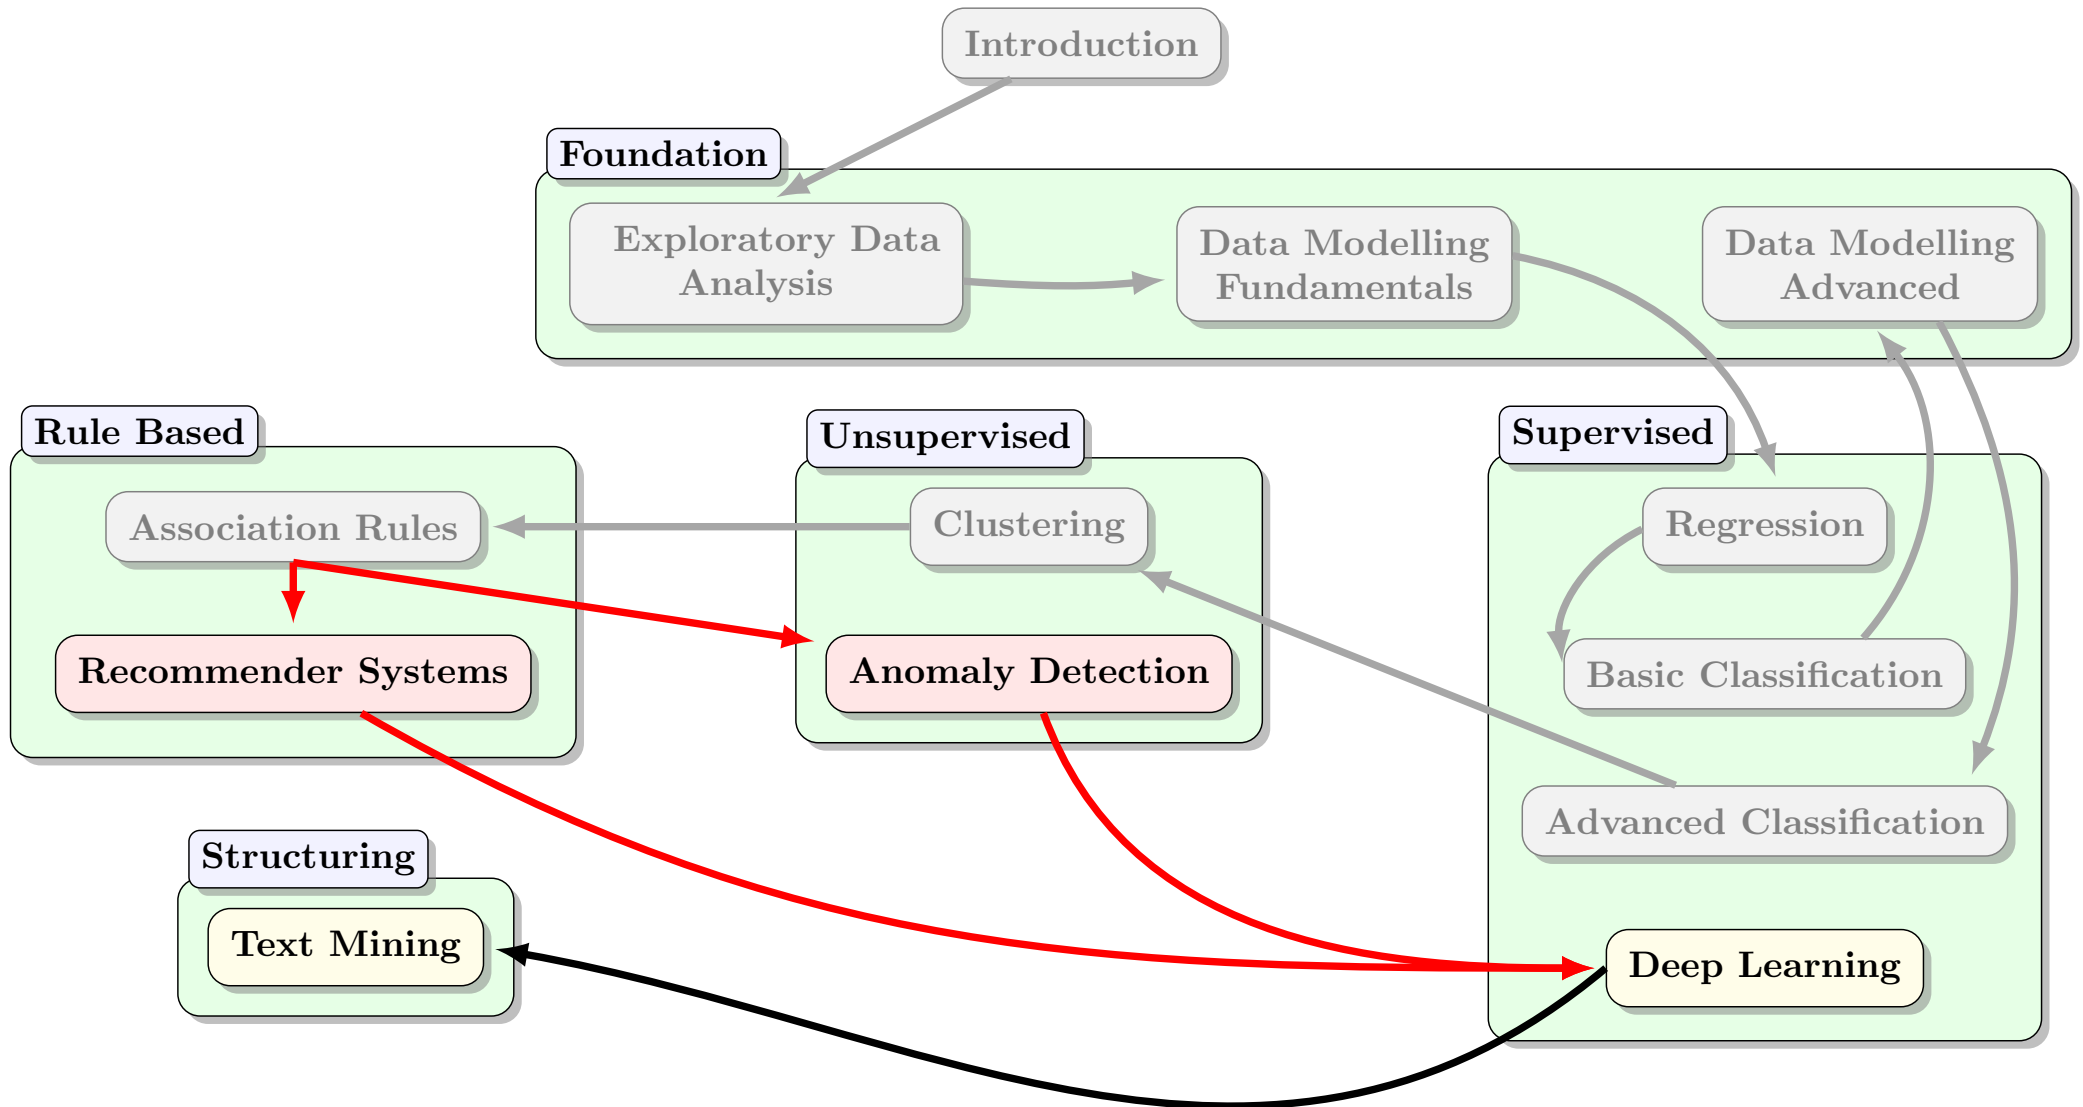 Introduction
Foundation
Exploratory Data
Analysis
Data Modelling
Fundamentals
Data Modelling
Advanced
Rule Based
Association Rules
Recommender Systems
Unsupervised
Clustering
Anomaly Detection
Supervised
Regression
Basic Classification
Advanced Classification
Deep Learning
Structuring
Text Mining